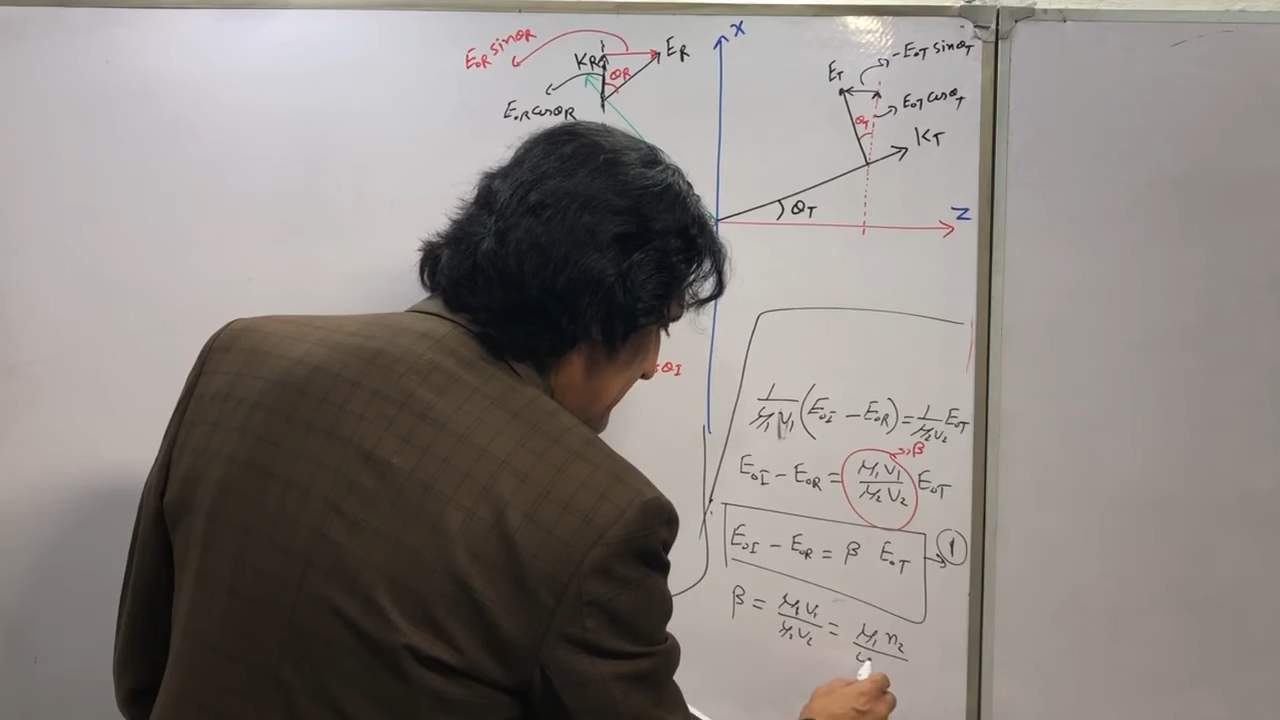 E₀R sinθR
KR
ER
θR
E₀R cosθR
X
ET
-E₀T sinθT
E₀T cosθT
θT
KT
θT
Z
θI
1/(μ₁v₁) (E₀I - E₀R) = 1/(μ₂v₂) E₀T
β
E₀I - E₀R = (μ₁v₁)/(μ₂v₂) E₀T
E₀I - E₀R = β E₀T → ①
β = (μ₁v₁)/(μ₂v₂) = μ₁n₂/